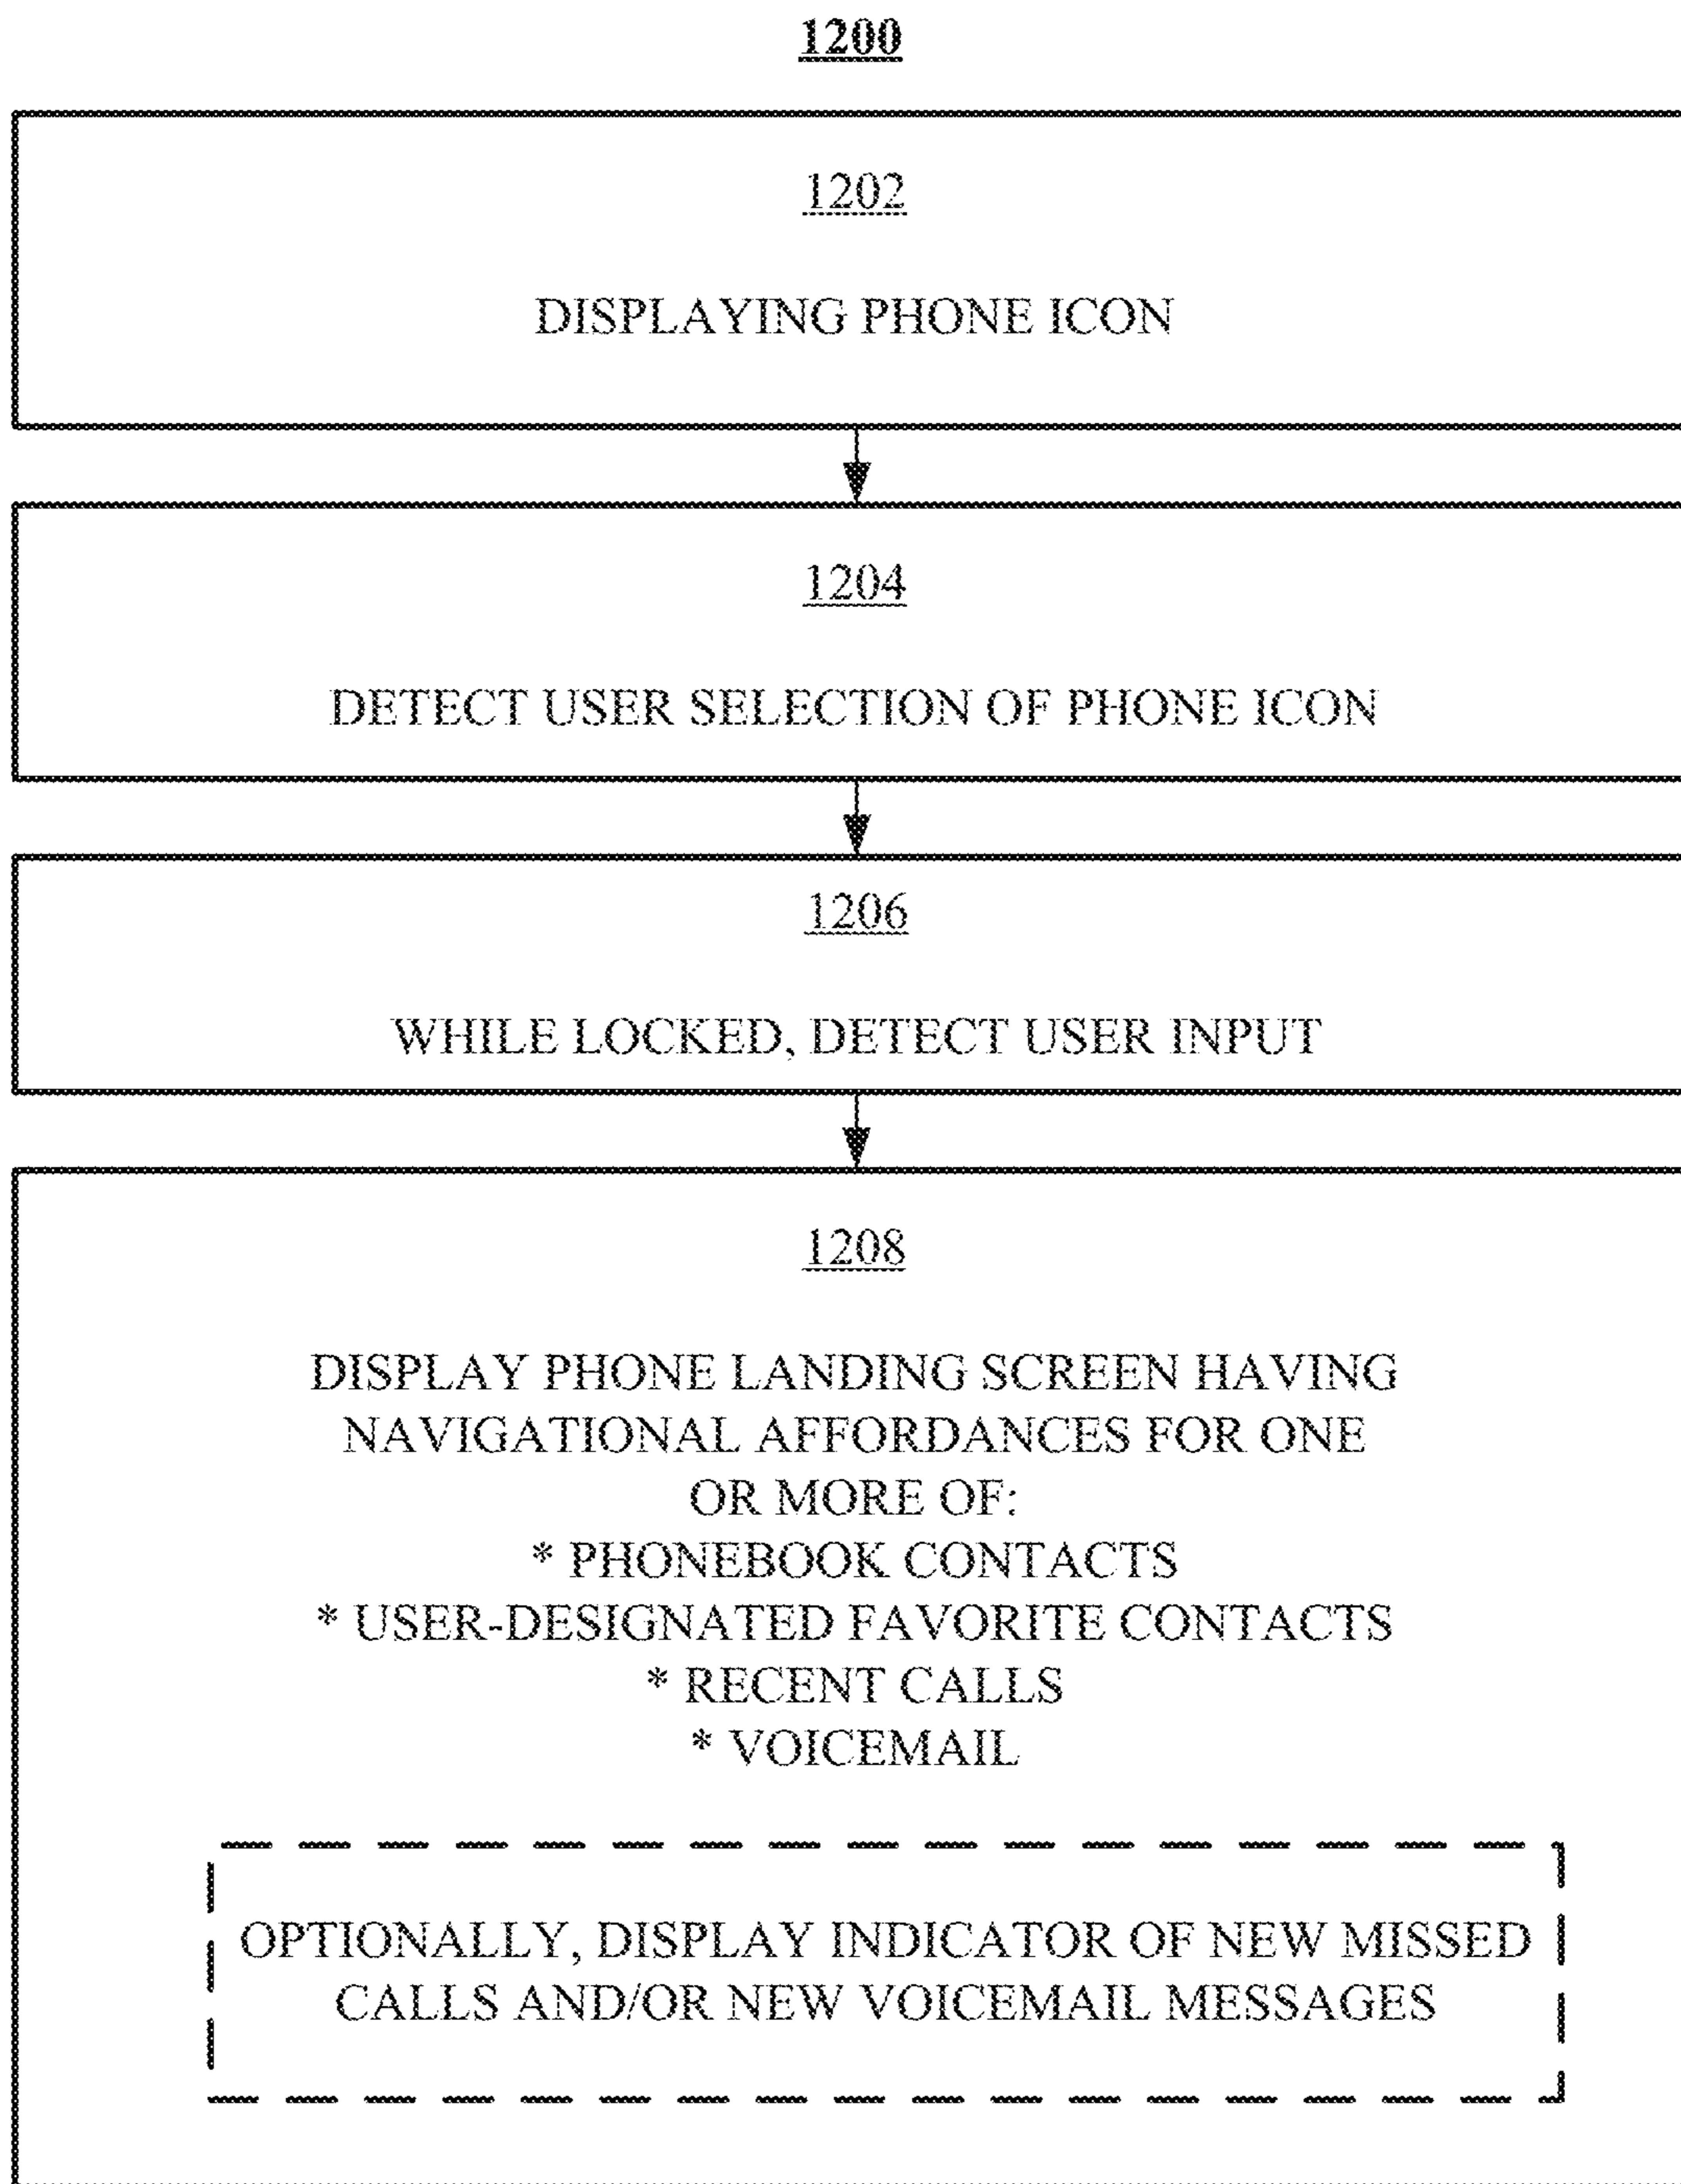 1200
1202
DISPLAYING PHONE ICON
1204
DETECT USER SELECTION OF PHONE ICON
1206
WHILE LOCKED, DETECT USER INPUT
1208
DISPLAY PHONE LANDING SCREEN HAVING
NAVIGATIONAL AFFORDANCES FOR ONE
OR MORE OF:
* PHONEBOOK CONTACTS
* USER-DESIGNATED FAVORITE CONTACTS
* RECENT CALLS
* VOICEMAIL
OPTIONALLY, DISPLAY INDICATOR OF NEW MISSED
CALLS AND/OR NEW VOICEMAIL MESSAGES